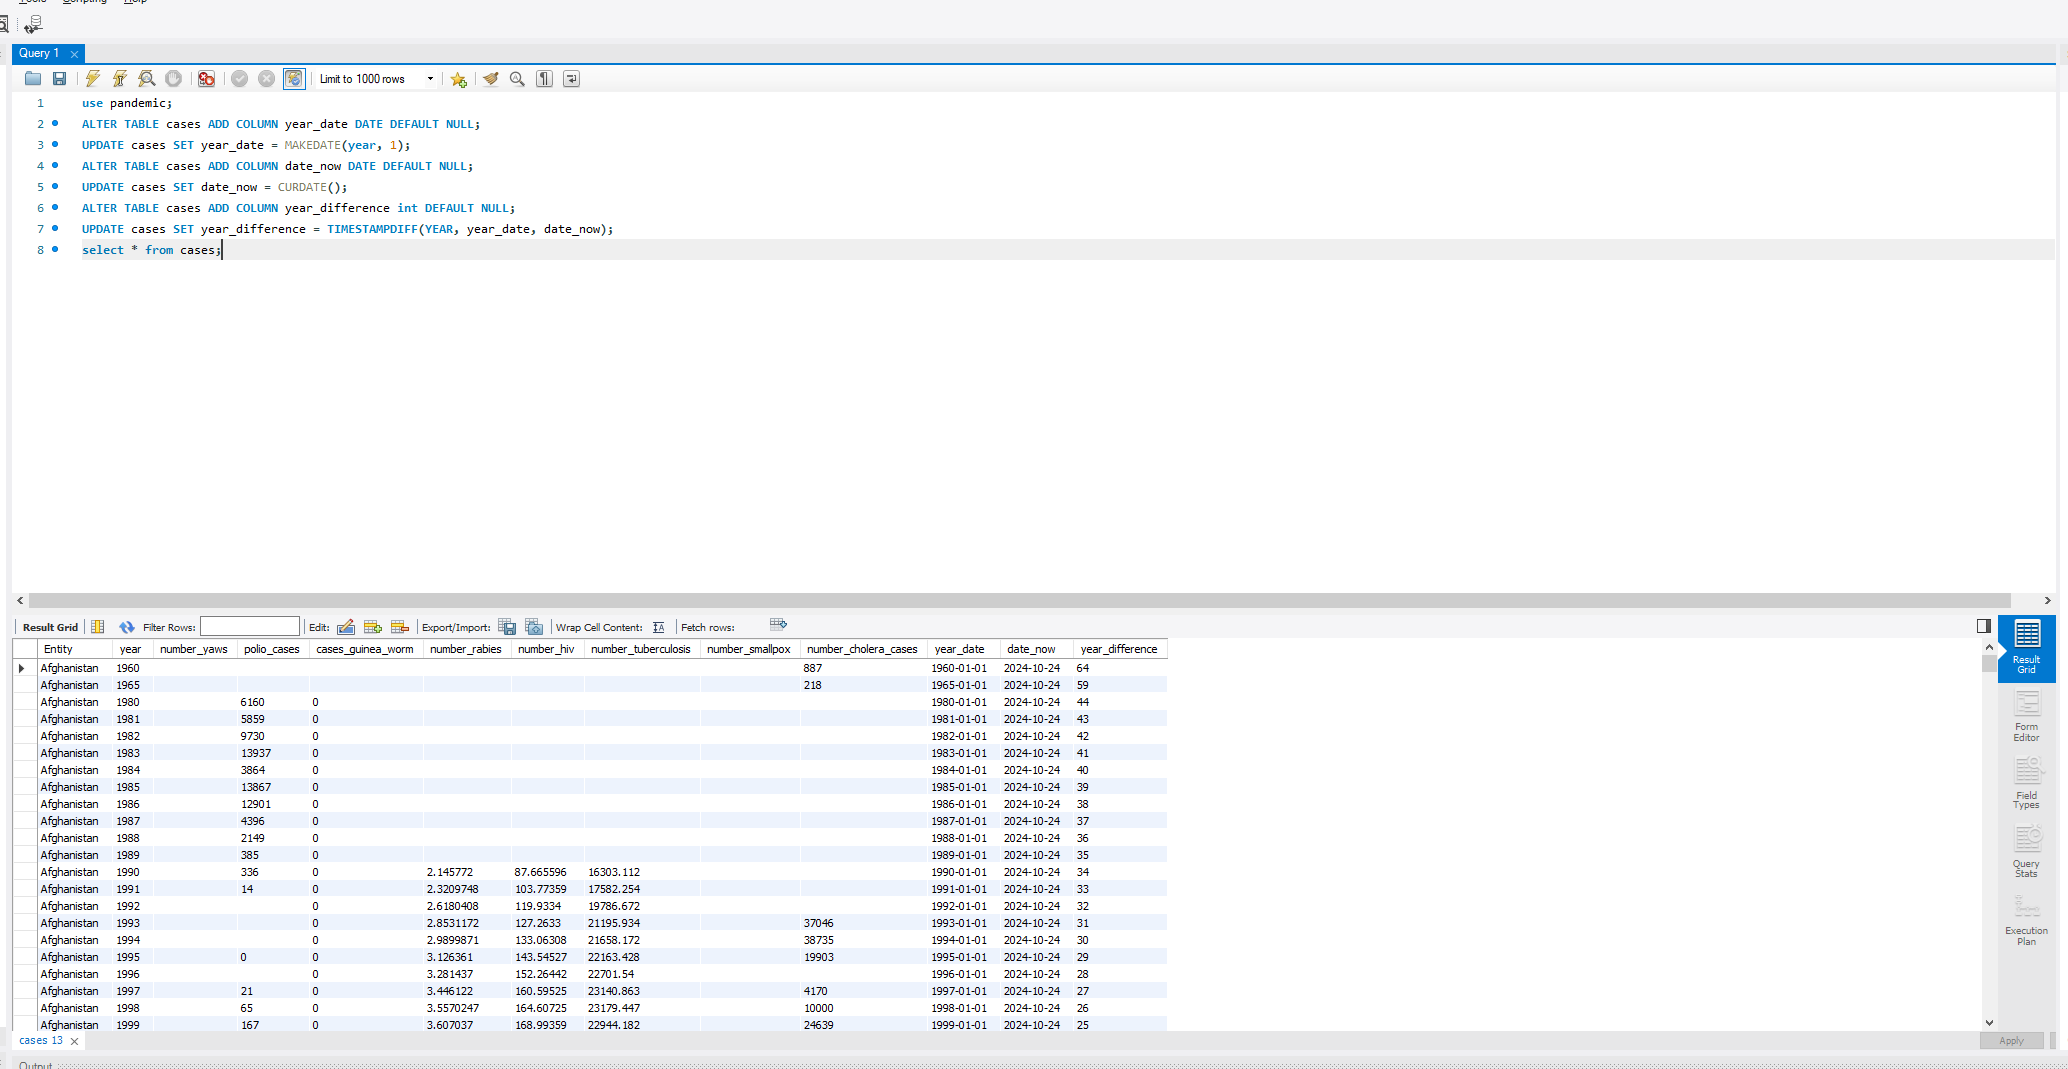 Tools Scripting Help
Query 1
Limit to 1000 rows
1 use pandemic;
2 ALTER TABLE cases ADD COLUMN year_date DATE DEFAULT NULL;
3 UPDATE cases SET year_date = MAKEDATE(year, 1);
4 ALTER TABLE cases ADD COLUMN date_now DATE DEFAULT NULL;
5 UPDATE cases SET date_now = CURDATE();
6 ALTER TABLE cases ADD COLUMN year_difference int DEFAULT NULL;
7 UPDATE cases SET year_difference = TIMESTAMPDIFF(YEAR, year_date, date_now);
8 select * from cases;
Result Grid Filter Rows: Edit: Export/Import: Wrap Cell Content: Fetch rows:
Entity year number_yaws polio_cases cases_guinea_worm number_rabies number_hiv number_tuberculosis number_smallpox number_cholera_cases year_date date_now year_difference
Afghanistan 1960 887 1960-01-01 2024-10-24 64
Afghanistan 1965 218 1965-01-01 2024-10-24 59
Afghanistan 1980 6160 0 1980-01-01 2024-10-24 44
Afghanistan 1981 5859 0 1981-01-01 2024-10-24 43
Afghanistan 1982 9730 0 1982-01-01 2024-10-24 42
Afghanistan 1983 13937 0 1983-01-01 2024-10-24 41
Afghanistan 1984 3864 0 1984-01-01 2024-10-24 40
Afghanistan 1985 13867 0 1985-01-01 2024-10-24 39
Afghanistan 1986 12901 0 1986-01-01 2024-10-24 38
Afghanistan 1987 4396 0 1987-01-01 2024-10-24 37
Afghanistan 1988 2149 0 1988-01-01 2024-10-24 36
Afghanistan 1989 385 0 1989-01-01 2024-10-24 35
Afghanistan 1990 336 0 2.145772 87.665596 16303.112 1990-01-01 2024-10-24 34
Afghanistan 1991 14 0 2.3209748 103.77359 17582.254 1991-01-01 2024-10-24 33
Afghanistan 1992 0 2.6180408 119.9334 19786.672 1992-01-01 2024-10-24 32
Afghanistan 1993 0 2.8531172 127.2633 21195.934 37046 1993-01-01 2024-10-24 31
Afghanistan 1994 0 2.9899871 133.06308 21658.172 38735 1994-01-01 2024-10-24 30
Afghanistan 1995 0 0 3.126361 143.54527 22163.428 19903 1995-01-01 2024-10-24 29
Afghanistan 1996 0 3.281437 152.26442 22701.54 1996-01-01 2024-10-24 28
Afghanistan 1997 21 0 3.446122 160.59525 23140.863 4170 1997-01-01 2024-10-24 27
Afghanistan 1998 65 0 3.5570247 164.60725 23179.447 10000 1998-01-01 2024-10-24 26
Afghanistan 1999 167 0 3.607037 168.99359 22944.182 24639 1999-01-01 2024-10-24 25
Result
Grid
Form
Editor
Field
Types
Query
Stats
Execution
Plan
cases 13
Apply
Output